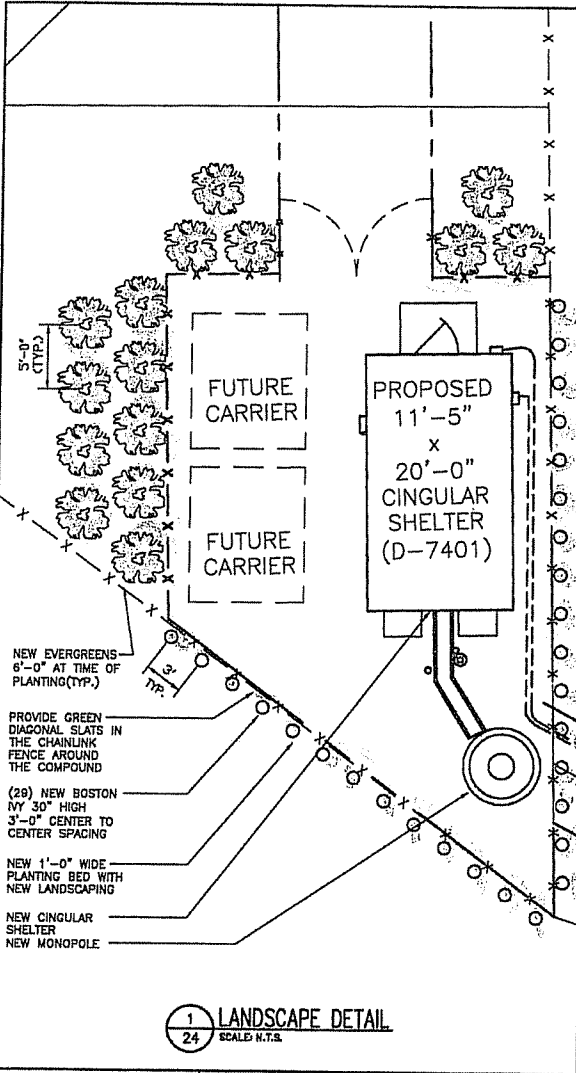 5'-0"
(TYP.)
FUTURE
CARRIER
PROPOSED
11'-5"
x
20'-0"
CINGULAR
SHELTER
(D-7401)
FUTURE
CARRIER
NEW EVERGREENS
6'-0" AT TIME OF
PLANTING(TYP.)
3'
TYP.
PROVIDE GREEN
DIAGONAL SLATS IN
THE CHAINLINK
FENCE AROUND
THE COMPOUND
(29) NEW BOSTON
IVY 30" HIGH
3'-0" CENTER TO
CENTER SPACING
NEW 1'-0" WIDE
PLANTING BED WITH
NEW LANDSCAPING
NEW CINGULAR
SHELTER
NEW MONOPOLE
1
24
LANDSCAPE DETAIL
SCALE: N.T.S.